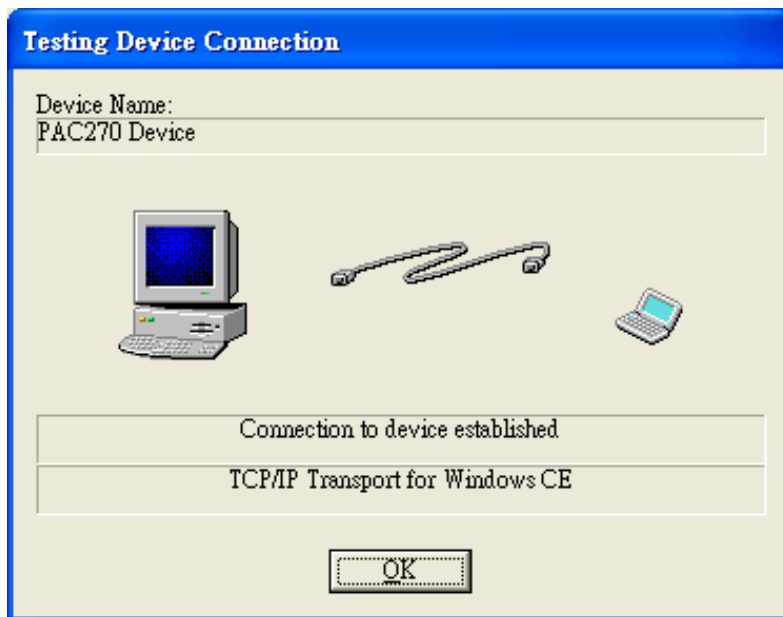 Testing Device Connection
Device Name:
PAC270 Device
Connection to device established
TCP/IP Transport for Windows CE
OK